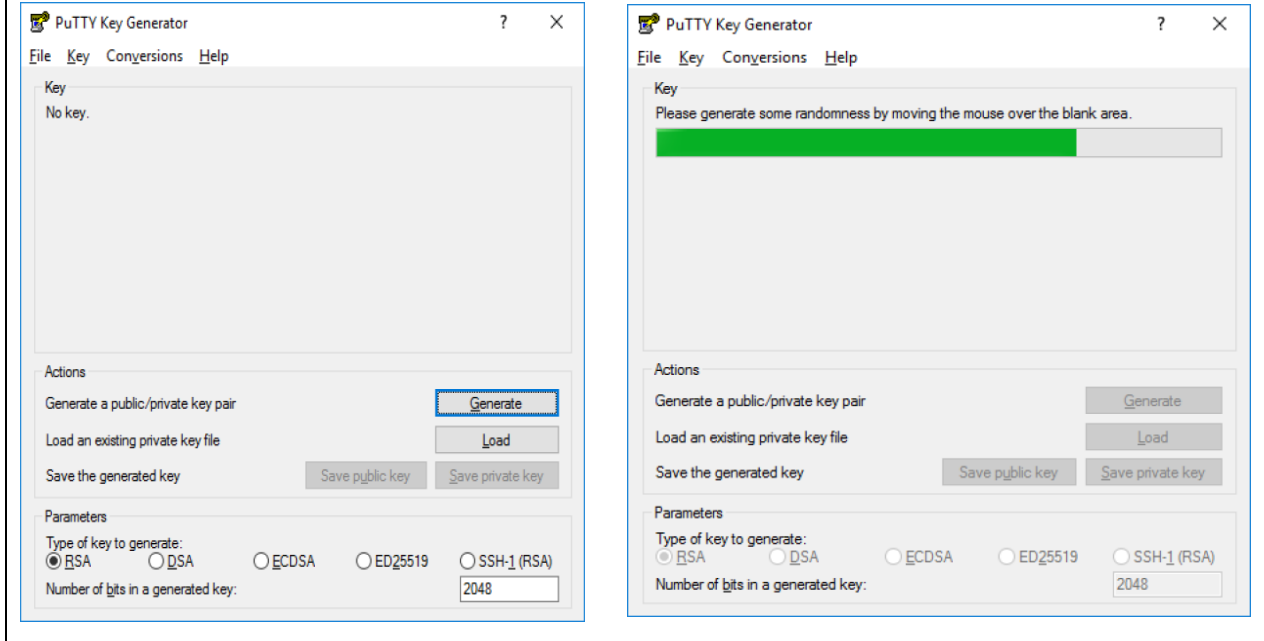 PuTTY Key Generator ? ×
File Key Conversions Help
Key
No key.
Actions
Generate a public/private key pair Generate
Load an existing private key file Load
Save the generated key Save public key Save private key
Parameters
Type of key to generate:
RSA DSA ECDSA ED25519 SSH-1 (RSA)
Number of bits in a generated key: 2048
PuTTY Key Generator ? ×
File Key Conversions Help
Key
Please generate some randomness by moving the mouse over the blank area.
Actions
Generate a public/private key pair Generate
Load an existing private key file Load
Save the generated key Save public key Save private key
Parameters
Type of key to generate:
RSA DSA ECDSA ED25519 SSH-1 (RSA)
Number of bits in a generated key: 2048